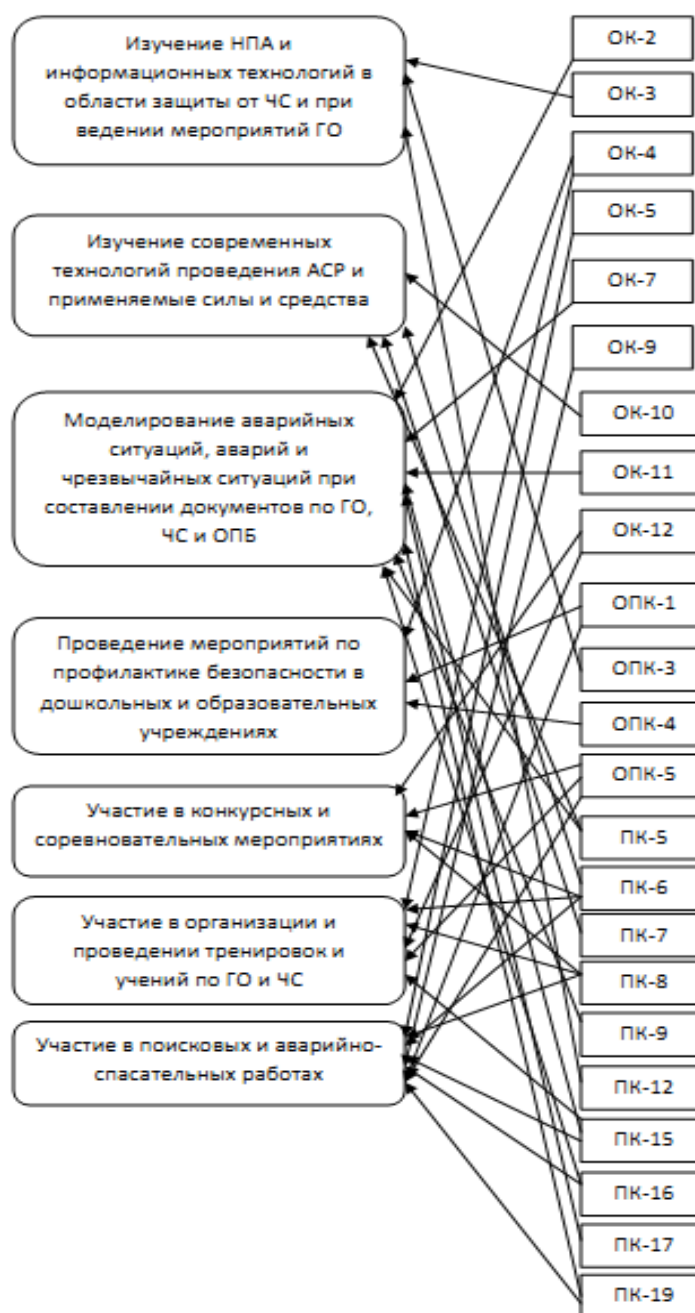 Изучение НПА и
информационных технологий в
области защиты от ЧС и при
ведении мероприятий ГО
Изучение современных
технологий проведения АСР и
применяемые силы и средства
Моделирование аварийных
ситуаций, аварий и
чрезвычайных ситуаций при
составлении документов по ГО,
ЧС и ОПБ
Проведение мероприятий по
профилактике безопасности в
дошкольных и образовательных
учреждениях
Участие в конкурсных и
соревновательных мероприятиях
Участие в организации и
проведении тренировок и
учений по ГО и ЧС
Участие в поисковых и аварийно-
спасательных работах
ОК-2
ОК-3
ОК-4
ОК-5
ОК-7
ОК-9
ОК-10
ОК-11
ОК-12
ОПК-1
ОПК-3
ОПК-4
ОПК-5
ПК-5
ПК-6
ПК-7
ПК-8
ПК-9
ПК-12
ПК-15
ПК-16
ПК-17
ПК-19